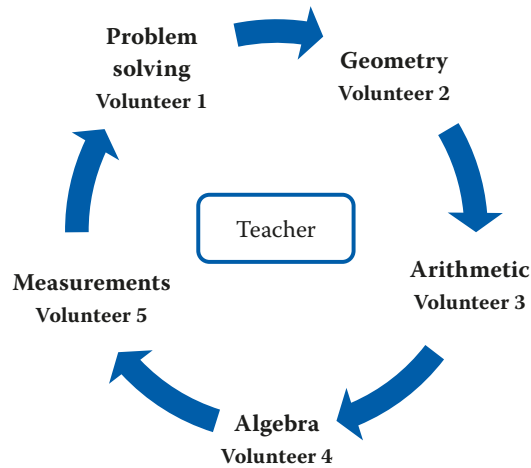 Problem
solving
Volunteer 1
Geometry
Volunteer 2
Teacher
Arithmetic
Volunteer 3
Measurements
Volunteer 5
Algebra
Volunteer 4